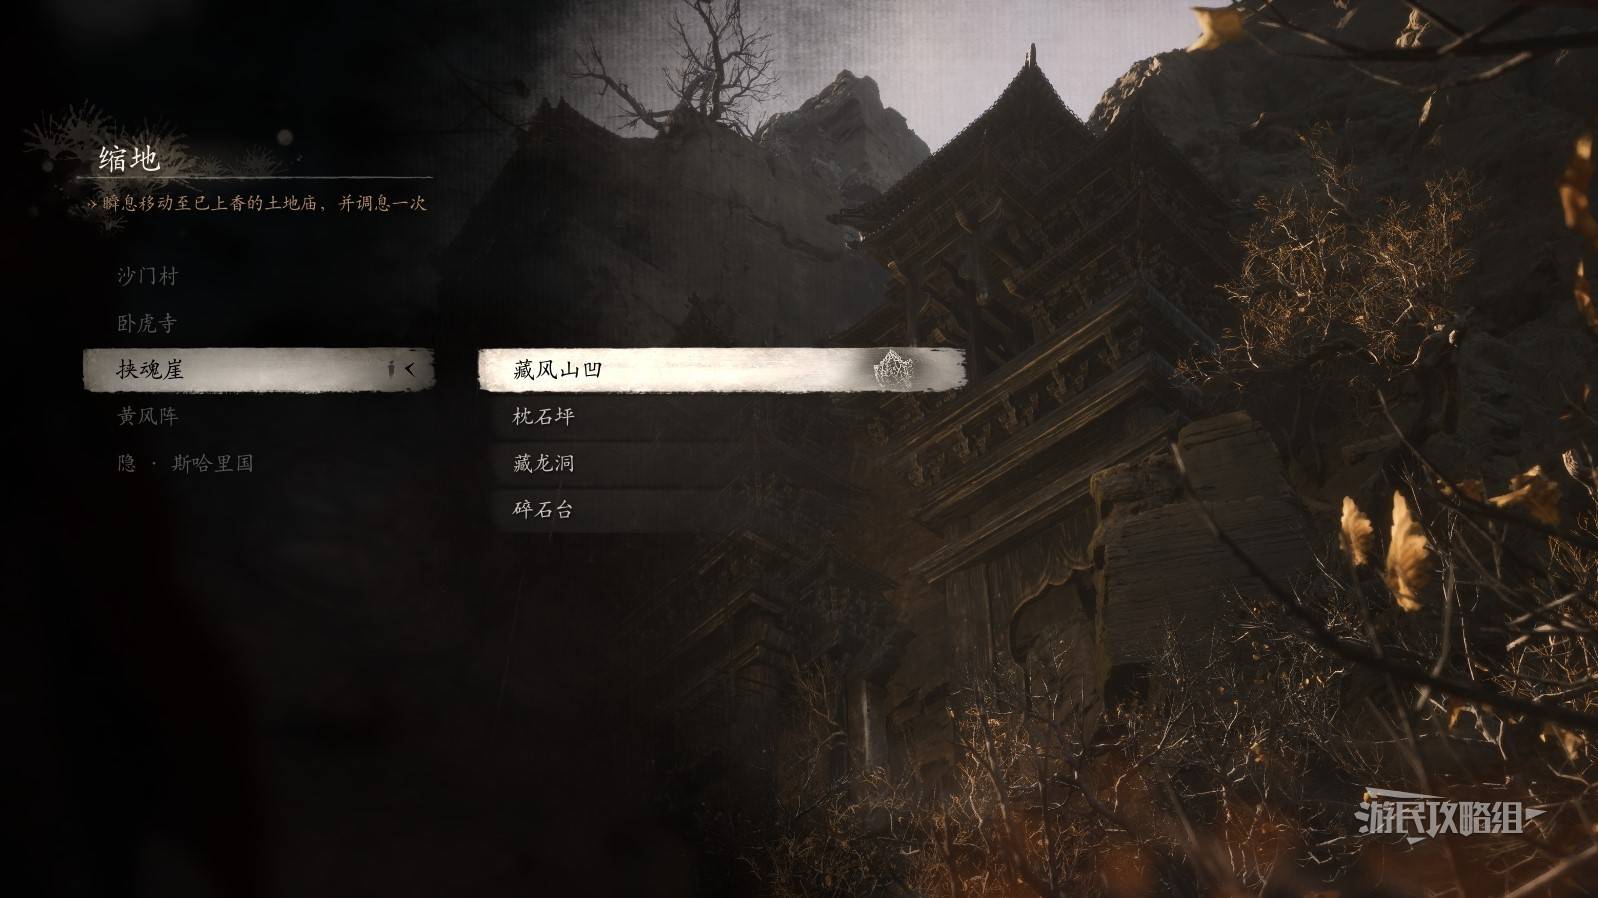 缩地
瞬息移动至已上香的土地庙，并调息一次
沙门村
卧虎寺
挟魂崖
黄风阵
隐 · 斯哈里国
藏风山凹
枕石坪
藏龙洞
碎石台
游民攻略组